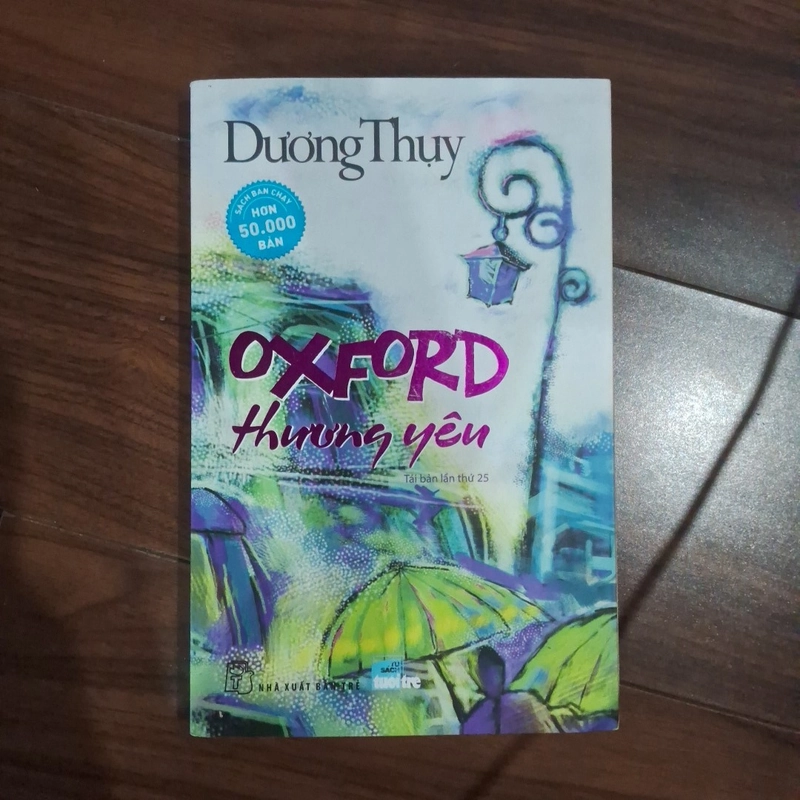 Dương Thụy
SÁCH BÁN CHẠY
HƠN
50.000
BẢN
OXFORD
thương yêu
Tái bản lần thứ 25
NHÀ XUẤT BẢN TRẺ
TỦ
SÁCH
tuổi trẻ